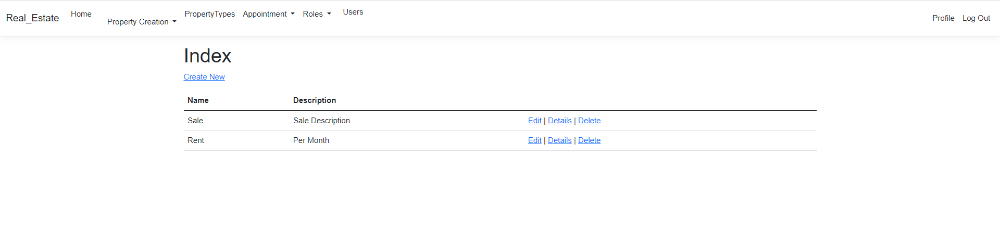 Real_Estate Home Property Creation PropertyTypes Appointment Roles Users Profile Log Out
Index
Create New
Name Description
Sale Sale Description Edit | Details | Delete
Rent Per Month Edit | Details | Delete